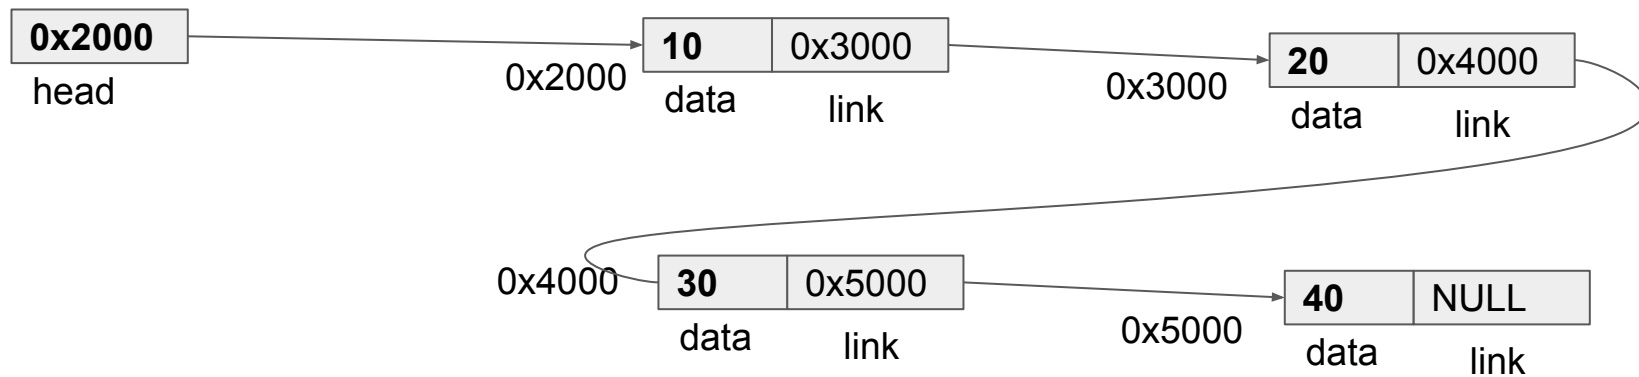 0x2000
head
0x2000
10 0x3000
data link
0x3000
20 0x4000
data link
0x4000
30 0x5000
data link
0x5000
40 NULL
data link